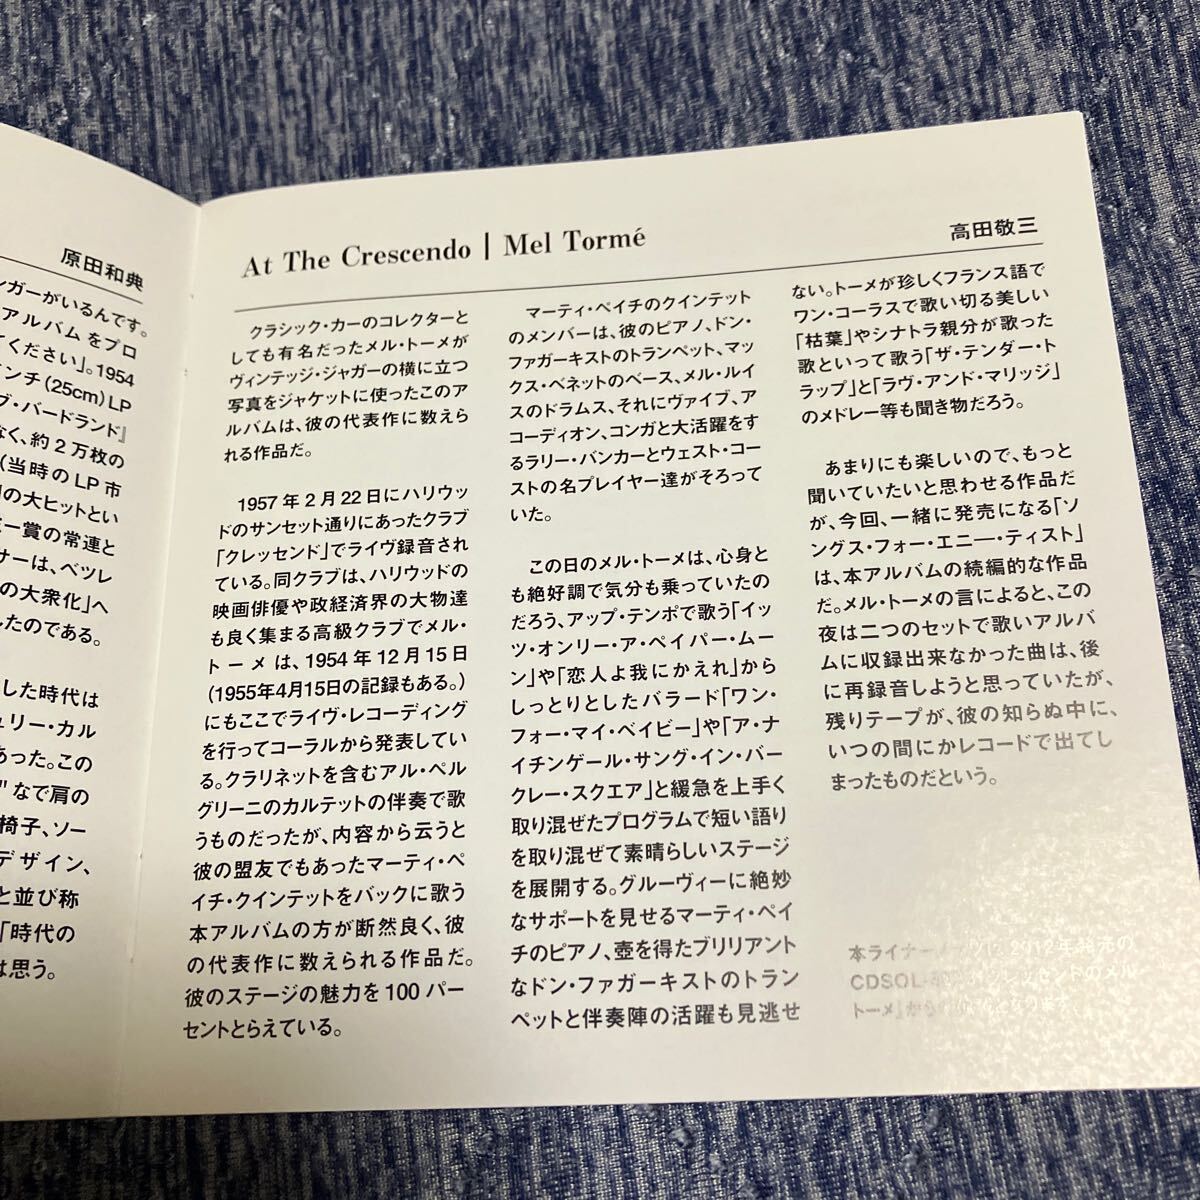 原田和典
ンガーがいるんです。
アルバム をプロ
てください」。1954
インチ(25cm)LP
ブ・バードランド』
なく、約2万枚の
(当時のLP市
の大ヒットとい
ー賞の常連と
サーは、ベツレ
の大衆化」へ
したのである。
した時代は
ュリー・カル
あった。この
" なで肩の
椅子、ソー
デザイン、
と並び称
「時代の
は思う。
At The Crescendo | Mel Tormé
高田敬三
クラシック・カーのコレクターと
しても有名だったメル・トーメが
ヴィンテッジ・ジャガーの横に立つ
写真をジャケットに使ったこのア
ルバムは、彼の代表作に数えら
れる作品だ。
1957年2月22日にハリウッ
ドのサンセット通りにあったクラブ
「クレッセンド」でライヴ録音され
ている。同クラブは、ハリウッドの
映画俳優や政経済界の大物達
も良く集まる高級クラブでメル・
トーメは、1954年12月15日
(1955年4月15日の記録もある。)
にもここでライヴ・レコーディング
を行ってコーラルから発表してい
る。クラリネットを含むアル・ペル
グリーニのカルテットの伴奏で歌
うものだったが、内容から云うと
彼の盟友でもあったマーティ・ペ
イチ・クインテットをバックに歌う
本アルバムの方が断然良く、彼
の代表作に数えられる作品だ。
彼のステージの魅力を100パー
セントとらえている。
マーティ・ペイチのクインテット
のメンバーは、彼のピアノ、ドン・
ファガーキストのトランペット、マッ
クス・ベネットのベース、メル・ルイ
スのドラムス、それにヴァイブ、ア
コーディオン、コンガと大活躍をす
るラリー・バンカーとウェスト・コー
ストの名プレイヤー達がそろって
いた。
この日のメル・トーメは、心身と
も絶好調で気分も乗っていたの
だろう、アップ・テンポで歌う「イッ
ツ・オンリー・ア・ペイパー・ムー
ン」や「恋人よ我にかえれ」から
しっとりとしたバラード「ワン・
フォー・マイ・ベイビー」や「ア・ナ
イチンゲール・サング・イン・バー
クレー・スクエア」と緩急を上手く
取り混ぜたプログラムで短い語り
を取り混ぜて素晴らしいステージ
を展開する。グルーヴィーに絶妙
なサポートを見せるマーティ・ペイ
チのピアノ、壺を得たブリリアント
なドン・ファガーキストのトラン
ペットと伴奏陣の活躍も見逃せ
ない。トーメが珍しくフランス語で
ワン・コーラスで歌い切る美しい
「枯葉」やシナトラ親分が歌った
歌といって歌う「ザ・テンダー・ト
ラップ」と「ラヴ・アンド・マリッジ」
のメドレー等も聞き物だろう。
あまりにも楽しいので、もっと
聞いていたいと思わせる作品だ
が、今回、一緒に発売になる「ソ
ングス・フォー・エニ―・ティスト」
は、本アルバムの続編的な作品
だ。メル・トーメの言によると、この
夜は二つのセットで歌いアルバ
ムに収録出来なかった曲は、後
に再録音しようと思っていたが、
残りテープが、彼の知らぬ中に、
いつの間にかレコードで出てし
まったものだという。
本ライナー 2012年発売の
CDSOL- のメル・
トーメ』から